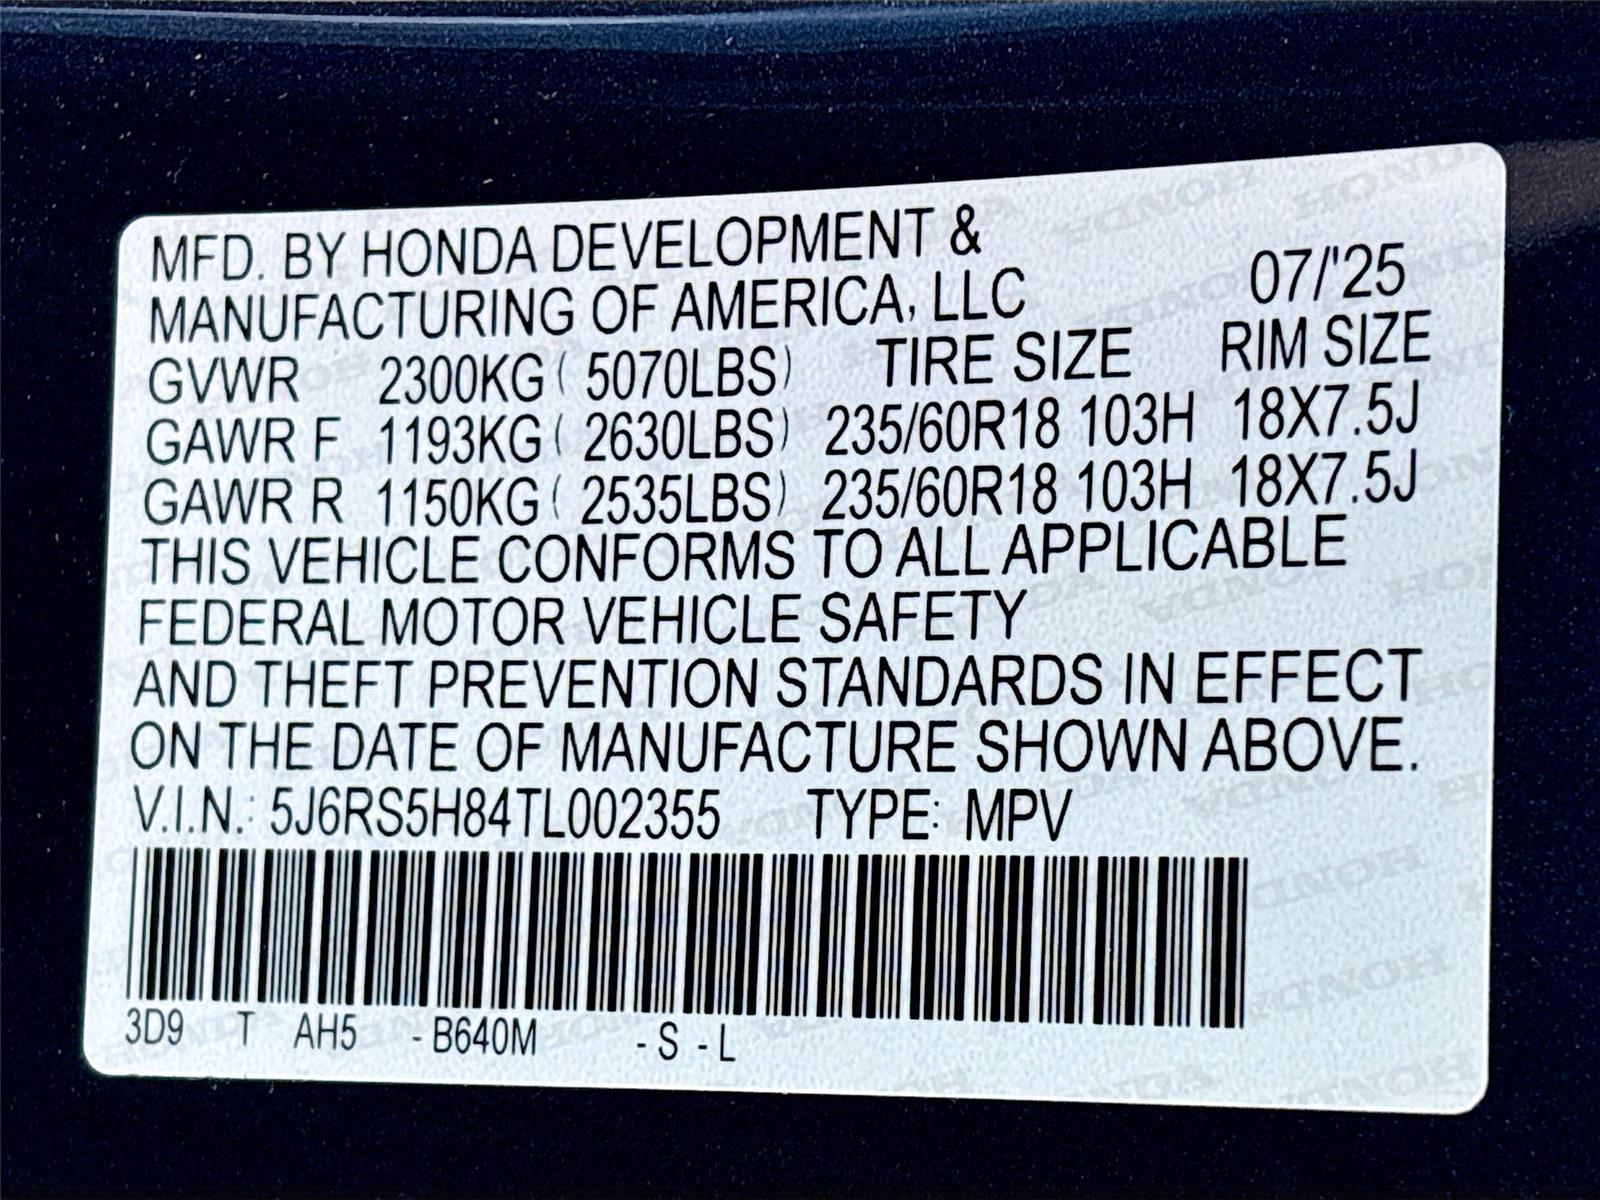 MFD. BY HONDA DEVELOPMENT &
MANUFACTURING OF AMERICA, LLC 07/'25
GVWR 2300KG ( 5070LBS) TIRE SIZE RIM SIZE
GAWR F 1193KG ( 2630LBS) 235/60R18 103H 18X7.5J
GAWR R 1150KG ( 2535LBS) 235/60R18 103H 18X7.5J
THIS VEHICLE CONFORMS TO ALL APPLICABLE
FEDERAL MOTOR VEHICLE SAFETY
AND THEFT PREVENTION STANDARDS IN EFFECT
ON THE DATE OF MANUFACTURE SHOWN ABOVE.
V.I.N.: 5J6RS5H84TL002355 TYPE: MPV
3D9 T AH5 - B640M - S - L